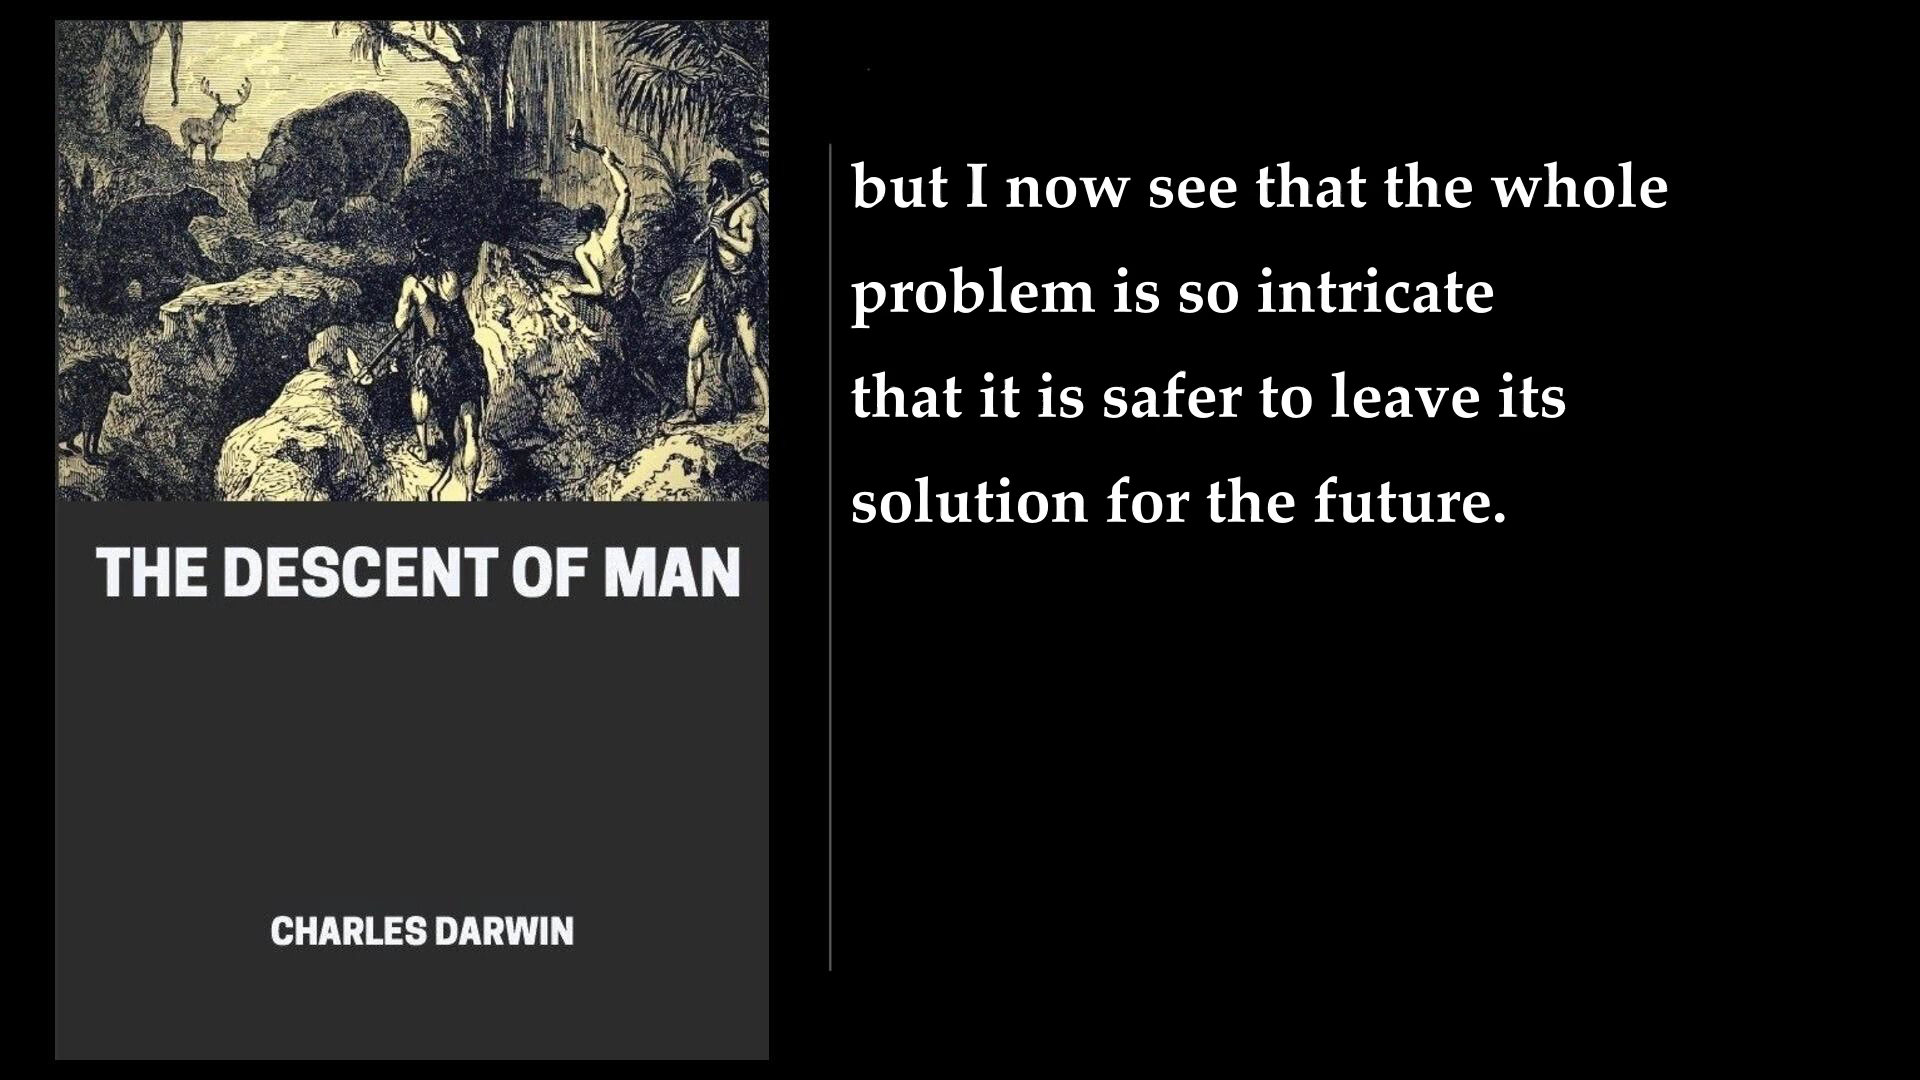 THE DESCENT OF MAN
CHARLES DARWIN
but I now see that the whole
problem is so intricate
that it is safer to leave its
solution for the future.